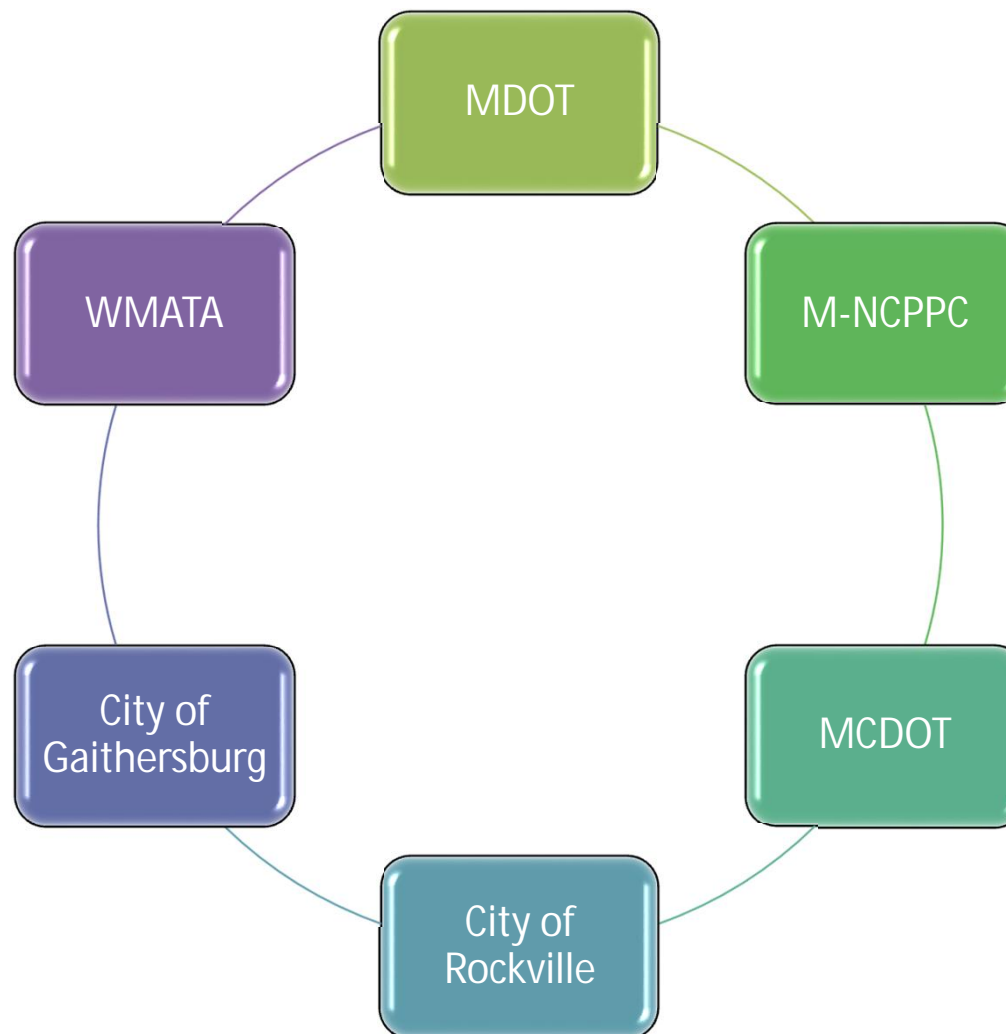 MDOT
WMATA
M-NCPPC
City of
Gaithersburg
MCDOT
City of
Rockville